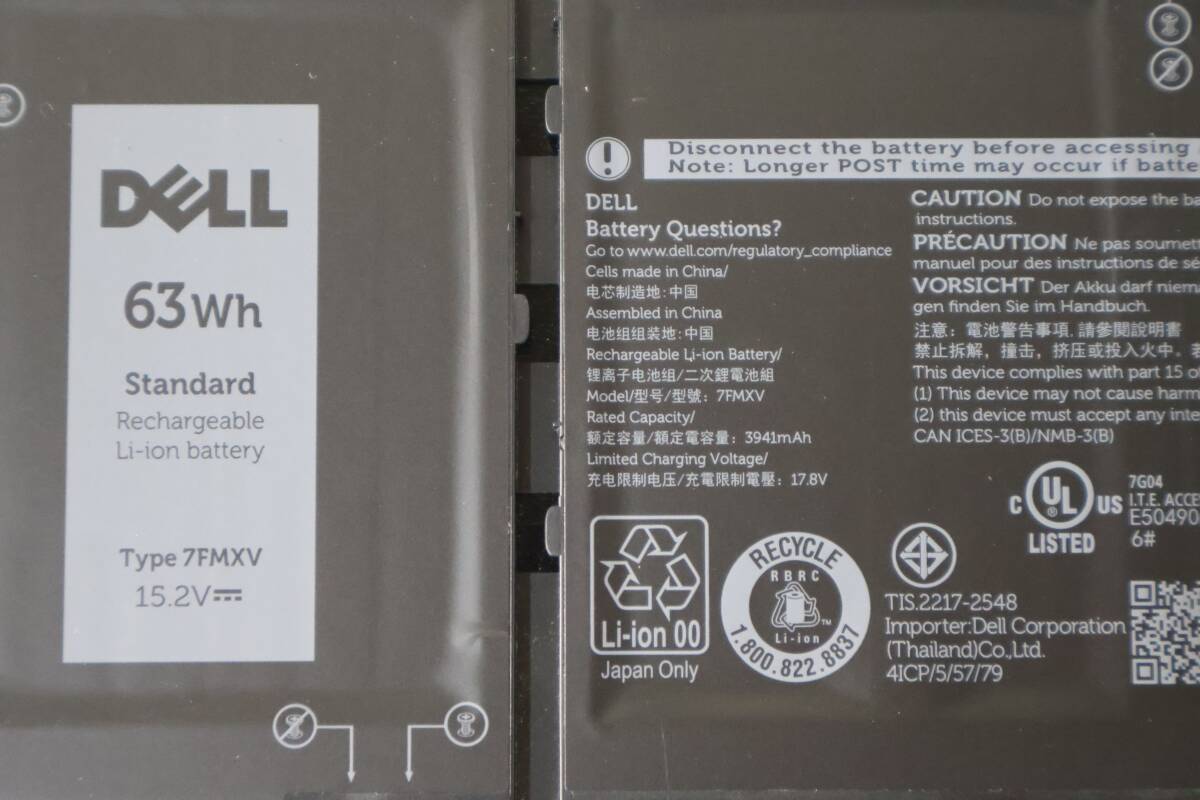 DELL
63Wh
Standard
Rechargeable
Li-ion battery
Type 7FMXV
15.2V
Disconnect the battery before accessing
Note: Longer POST time may occur if batte
DELL
Battery Questions?
Go to www.dell.com/regulatory_compliance
Cells made in China/
电芯制造地:中国
Assembled in China
电池组组装地:中国
Rechargeable Li-ion Battery/
锂离子电池组/二次鋰電池組
Model/型号/型號: 7FMXV
Rated Capacity/
额定容量/額定電容量: 3941mAh
Limited Charging Voltage/
充电限制电压/充電限制電壓: 17.8V
CAUTION Do not expose the ba
instructions.
PRÉCAUTION Ne pas soumett
manuel pour des instructions de sé
VORSICHT Der Akku darf niem
gen finden Sie im Handbuch.
注意: 電池警告事項, 請參閱說明書
禁止拆解, 撞击, 挤压或投入火中。若
This device complies with part 15 o
(1) This device may not cause harm
(2) this device must accept any inte
CAN ICES-3(B)/NMB-3(B)
C UL ® US
LISTED
7G04
I.T.E. ACCE
E50490
6#
Li-ion 00
Japan Only
RECYCLE
RBRC
TM
Li-ion
1.800.822.8837
TIS.2217-2548
Importer:Dell Corporation
(Thailand)Co.,Ltd.
4ICP/5/57/79